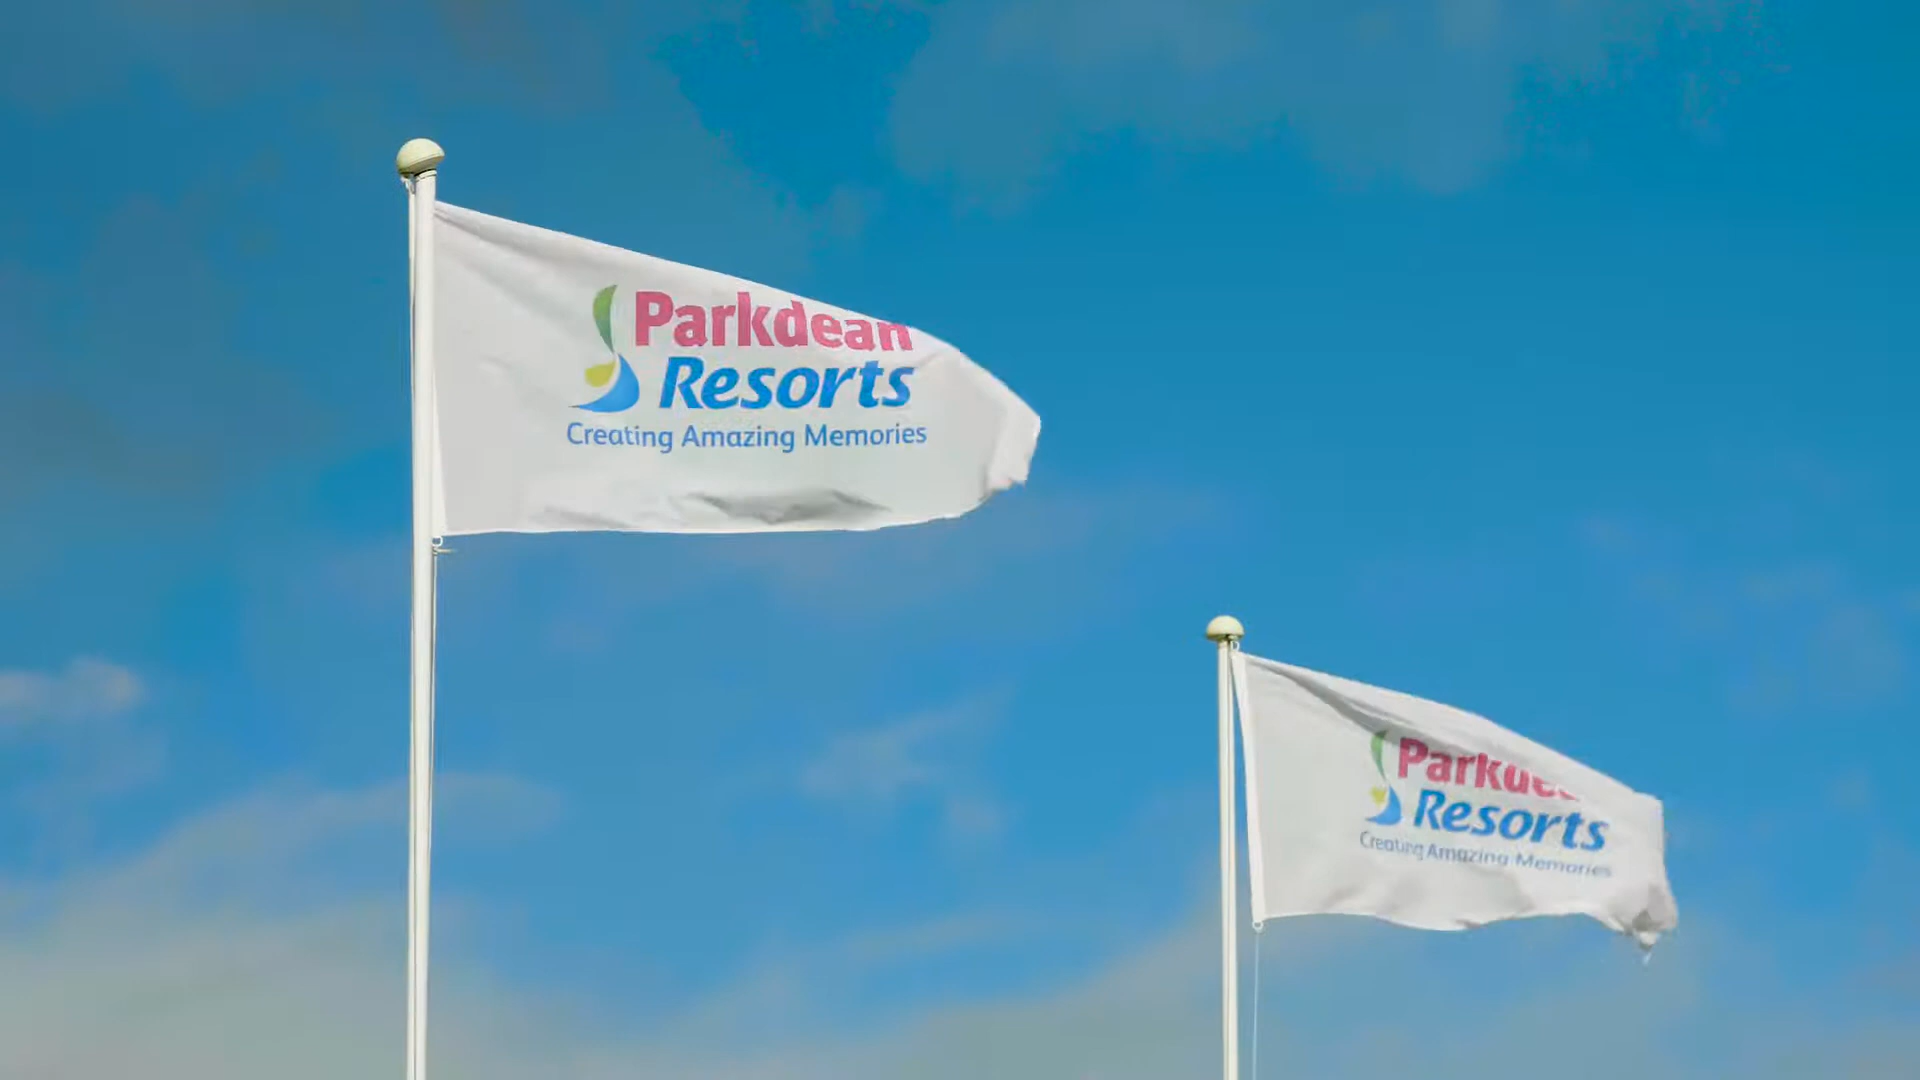 Parkdean
Resorts
Creating Amazing Memories
Resorts
Creating Amazing Memories